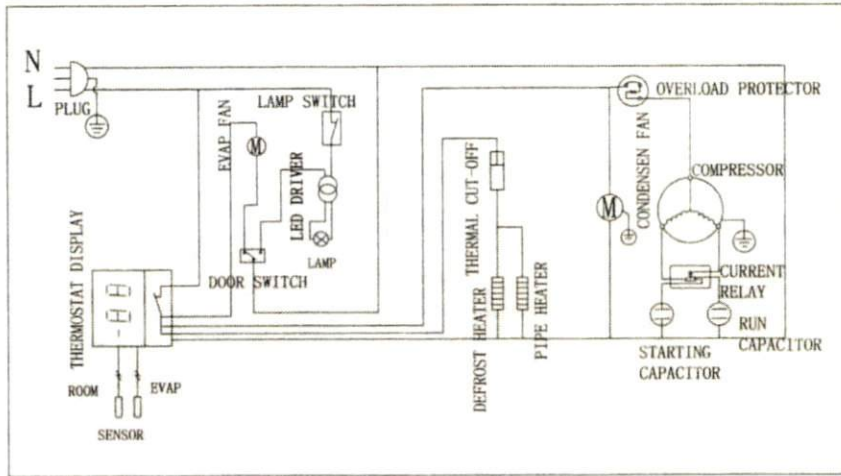 N
L
PLUG
LAMP SWITCH
EVAP FAN
M
LED DRIVER
LAMP
DOOR SWITCH
THERMOSTAT DISPLAY
ROOM
EVAP
SENSOR
THERMAL CUT-OFF
DEFROST HEATER
PIPE HEATER
OVERLOAD PROTECTOR
CONDENSEN FAN
M
COMPRESSOR
CURRENT
RELAY
RUN
CAPACITOR
STARTING
CAPACITOR